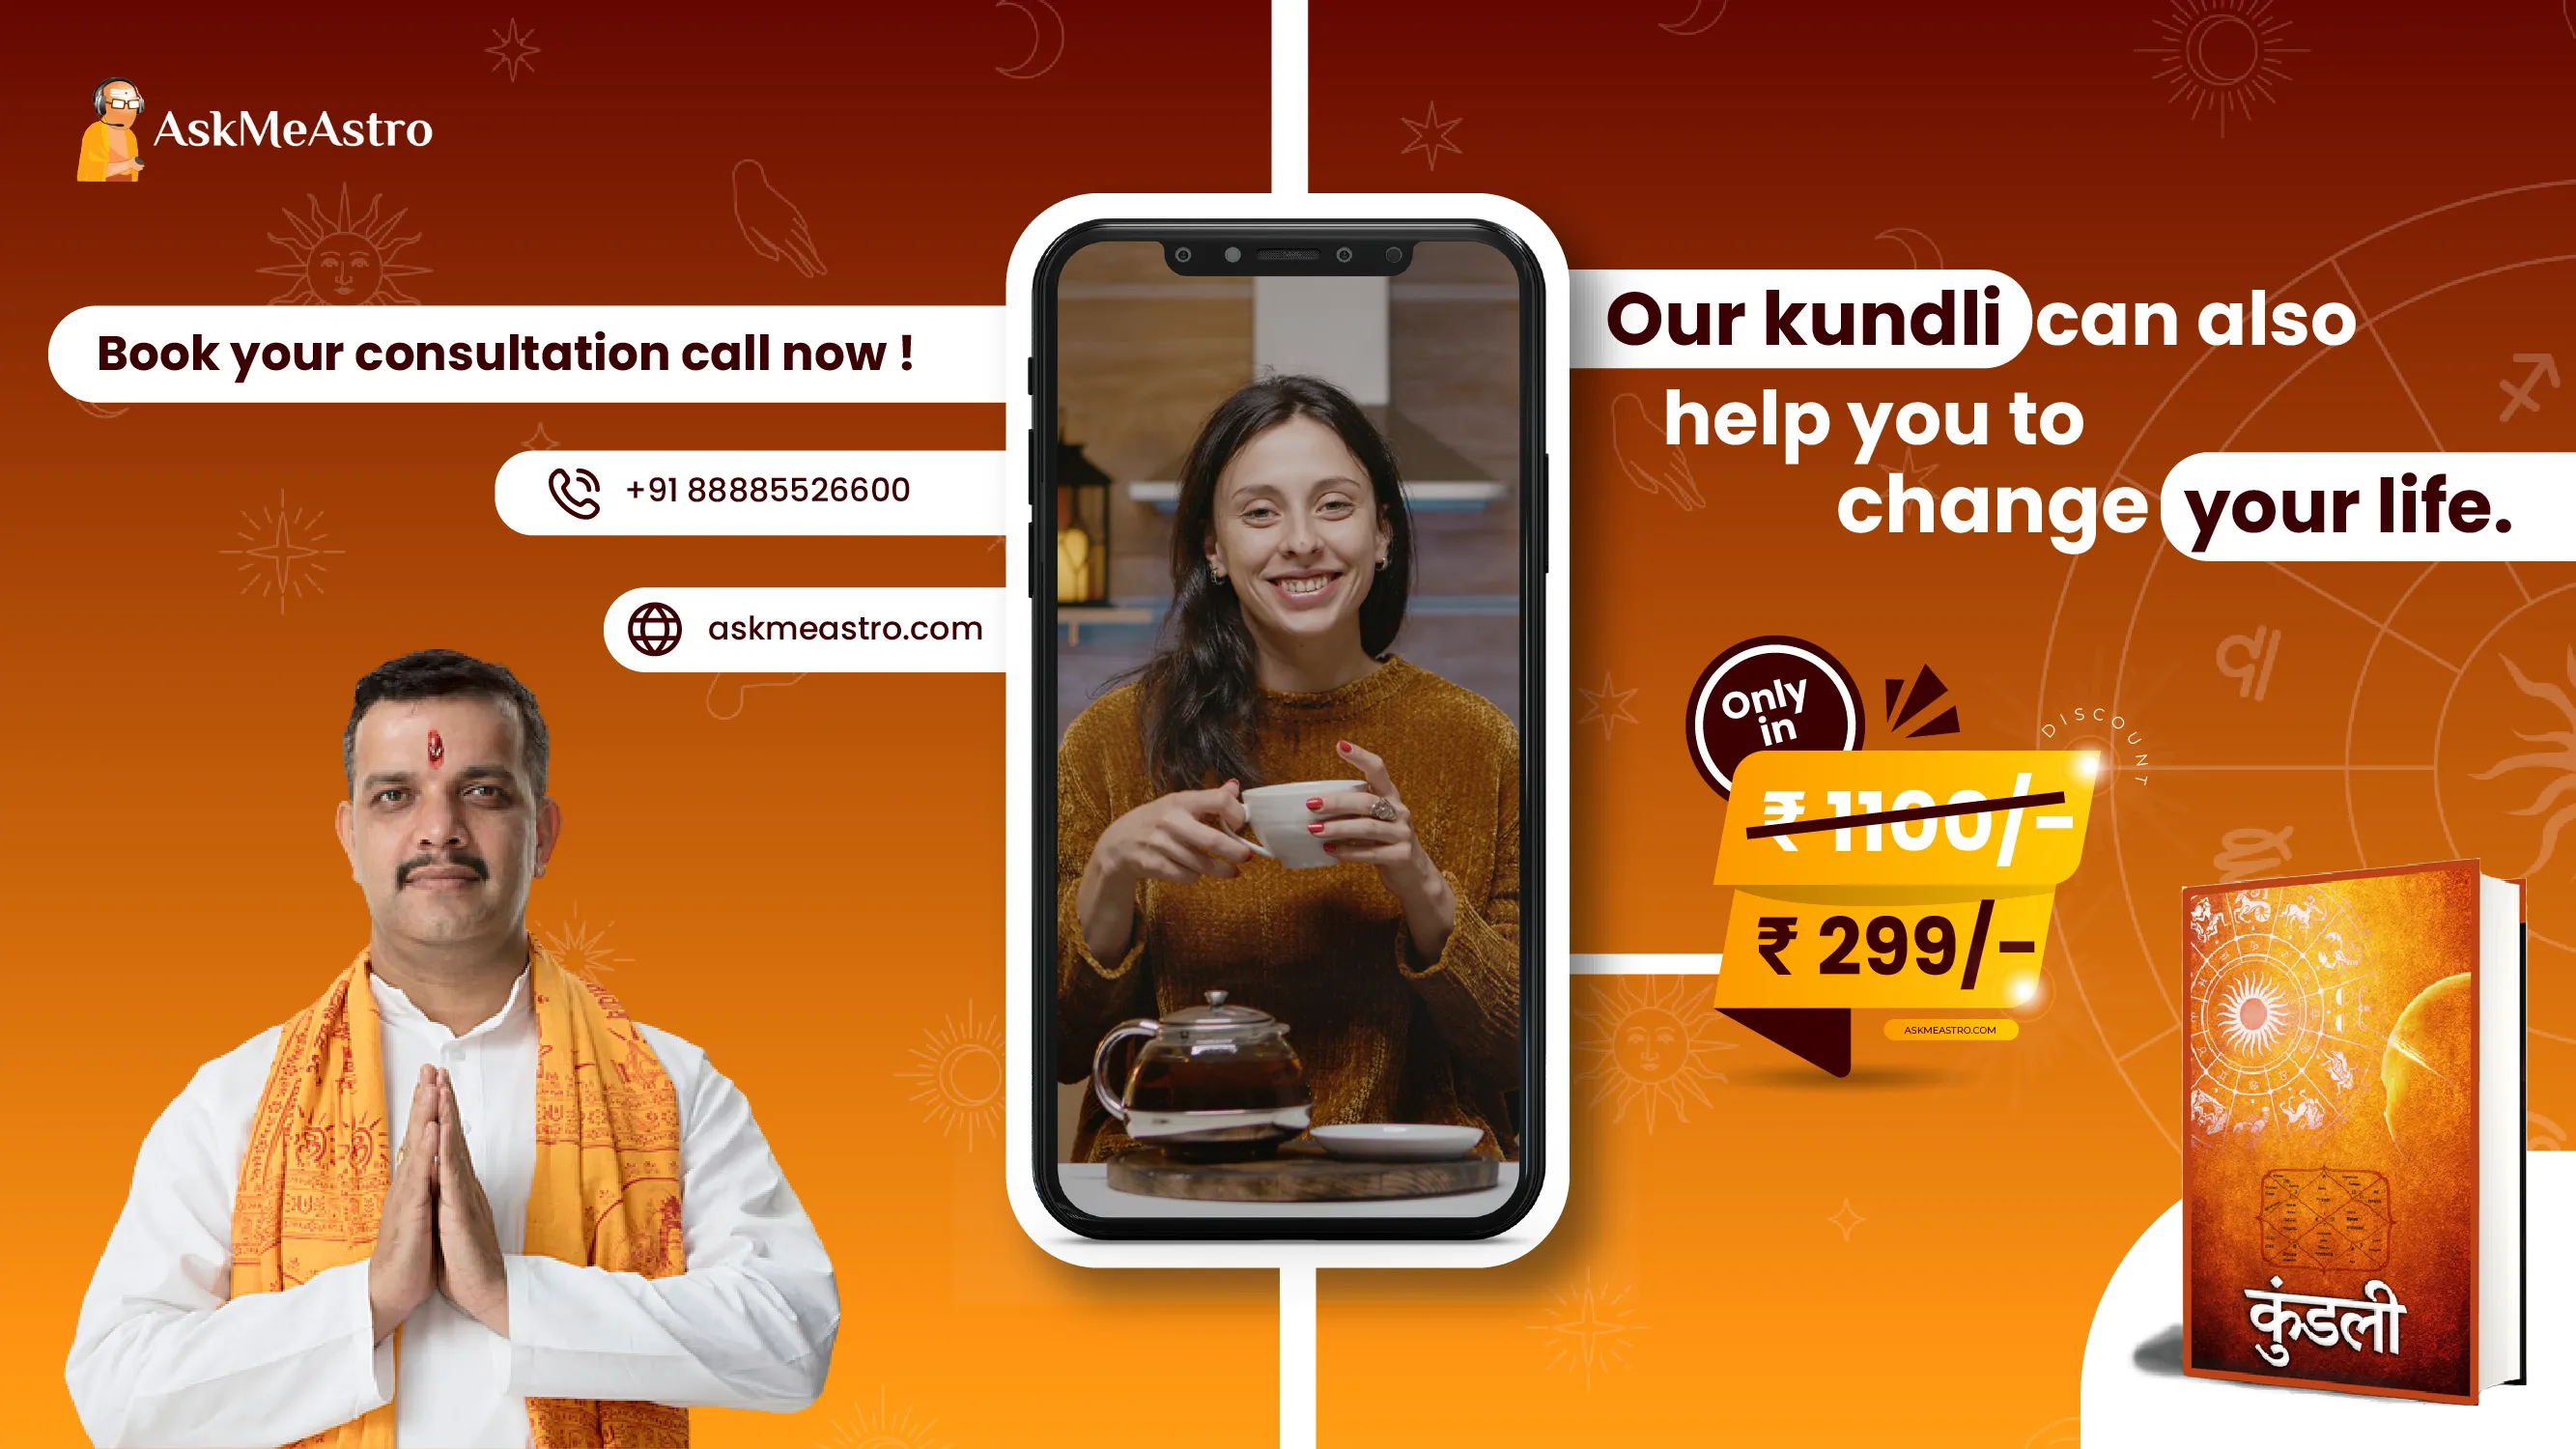 AskMeAstro
Book your consultation call now !
+91 88885526600
askmeastro.com
Our kundli can also
help you to
change your life.
Only
in
DISCOUNT
₹ 1100/-
₹ 299/-
ASKMEASTRO.COM
कुंडली